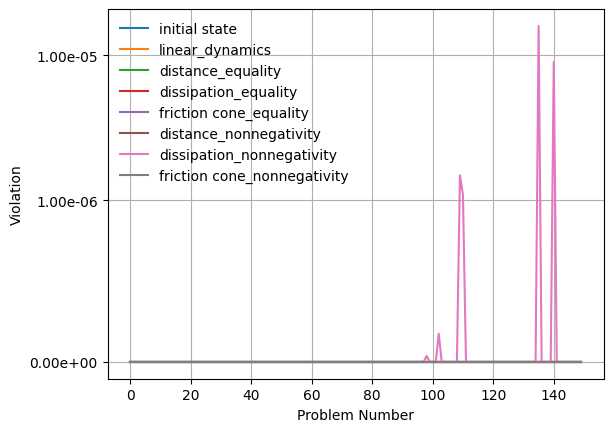 initial state
linear_dynamics
distance_equality
dissipation_equality
friction cone_equality
distance_nonnegativity
dissipation_nonnegativity
friction cone_nonnegativity
1.00e-05
1.00e-06
0.00e+00
Violation
0 20 40 60 80 100 120 140
Problem Number